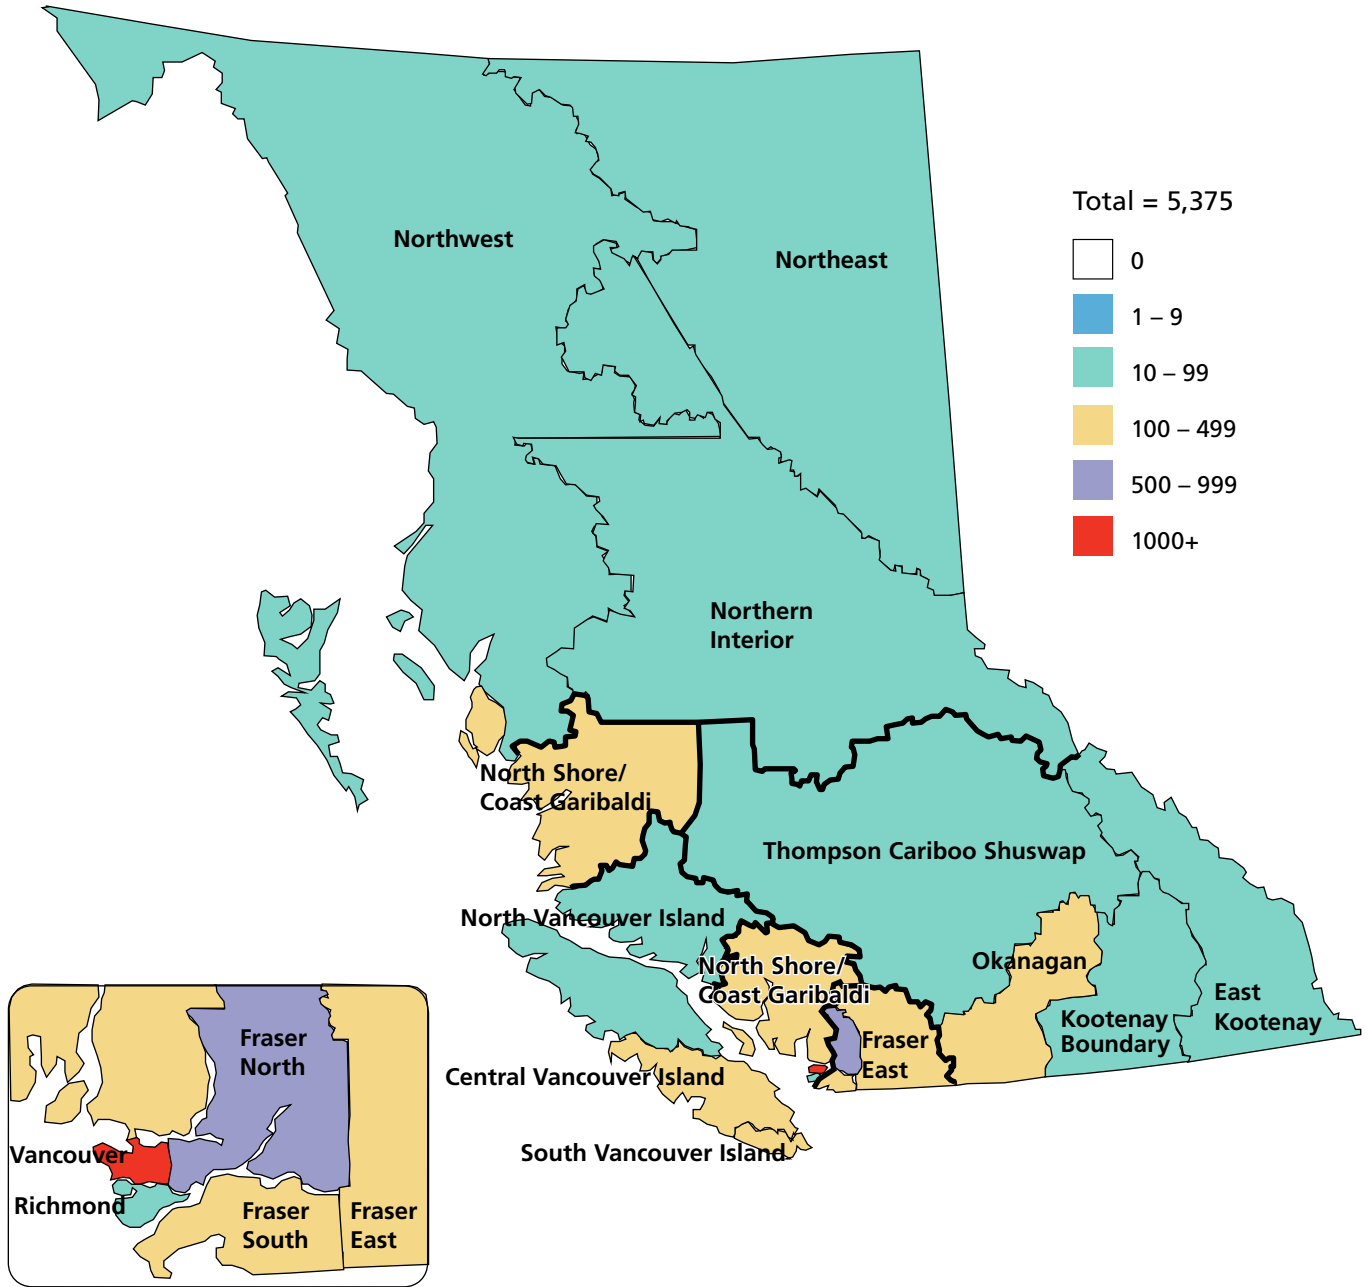 Northwest
Northeast
Total = 5,375
0
1 – 9
10 – 99
100 – 499
500 – 999
1000+
Northern
Interior
North Shore/
Coast Garibaldi
Thompson Cariboo Shuswap
North Vancouver Island
North Shore/
Coast Garibaldi
Okanagan
East
Kootenay
Kootenay
Boundary
Fraser
East
Central Vancouver Island
South Vancouver Island
Fraser
North
Vancouver
Richmond
Fraser
South
Fraser
East